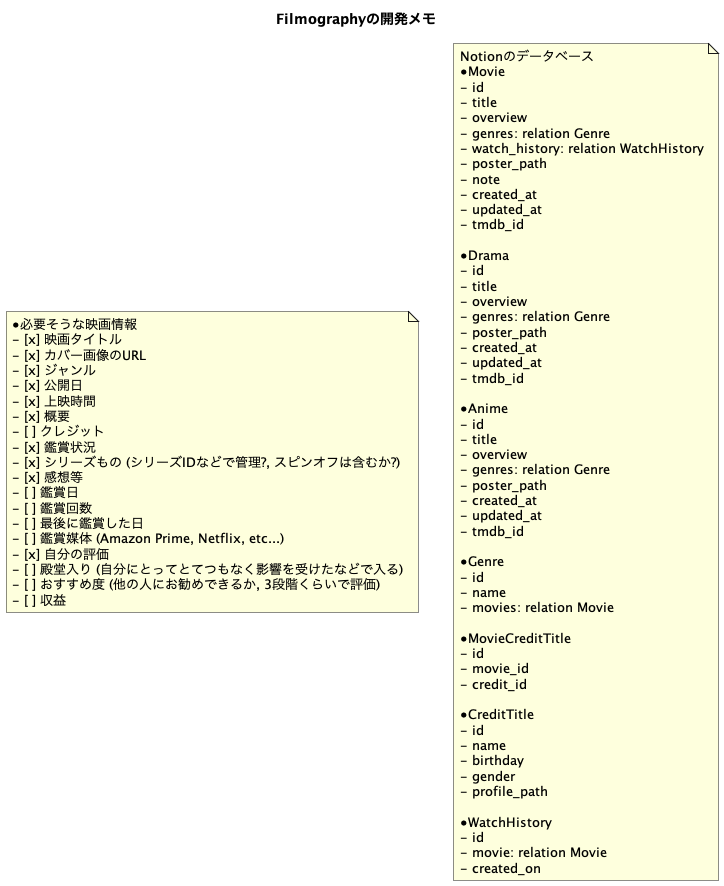 Filmographyの開発メモ
●必要そうな映画情報
- [x] 映画タイトル
- [x] カバー画像のURL
- [x] ジャンル
- [x] 公開日
- [x] 上映時間
- [x] 概要
- [ ] クレジット
- [x] 鑑賞状況
- [x] シリーズもの (シリーズIDなどで管理?, スピンオフは含むか?)
- [x] 感想等
- [ ] 鑑賞日
- [ ] 鑑賞回数
- [ ] 最後に鑑賞した日
- [ ] 鑑賞媒体 (Amazon Prime, Netflix, etc...)
- [x] 自分の評価
- [ ] 殿堂入り (自分にとってとてつもなく影響を受けたなどで入る)
- [ ] おすすめ度 (他の人にお勧めできるか, 3段階くらいで評価)
- [ ] 収益
Notionのデータベース
●Movie
- id
- title
- overview
- genres: relation Genre
- watch_history: relation WatchHistory
- poster_path
- note
- created_at
- updated_at
- tmdb_id
●Drama
- id
- title
- overview
- genres: relation Genre
- poster_path
- created_at
- updated_at
- tmdb_id
●Anime
- id
- title
- overview
- genres: relation Genre
- poster_path
- created_at
- updated_at
- tmdb_id
●Genre
- id
- name
- movies: relation Movie
●MovieCreditTitle
- id
- movie_id
- credit_id
●CreditTitle
- id
- name
- birthday
- gender
- profile_path
●WatchHistory
- id
- movie: relation Movie
- created_on